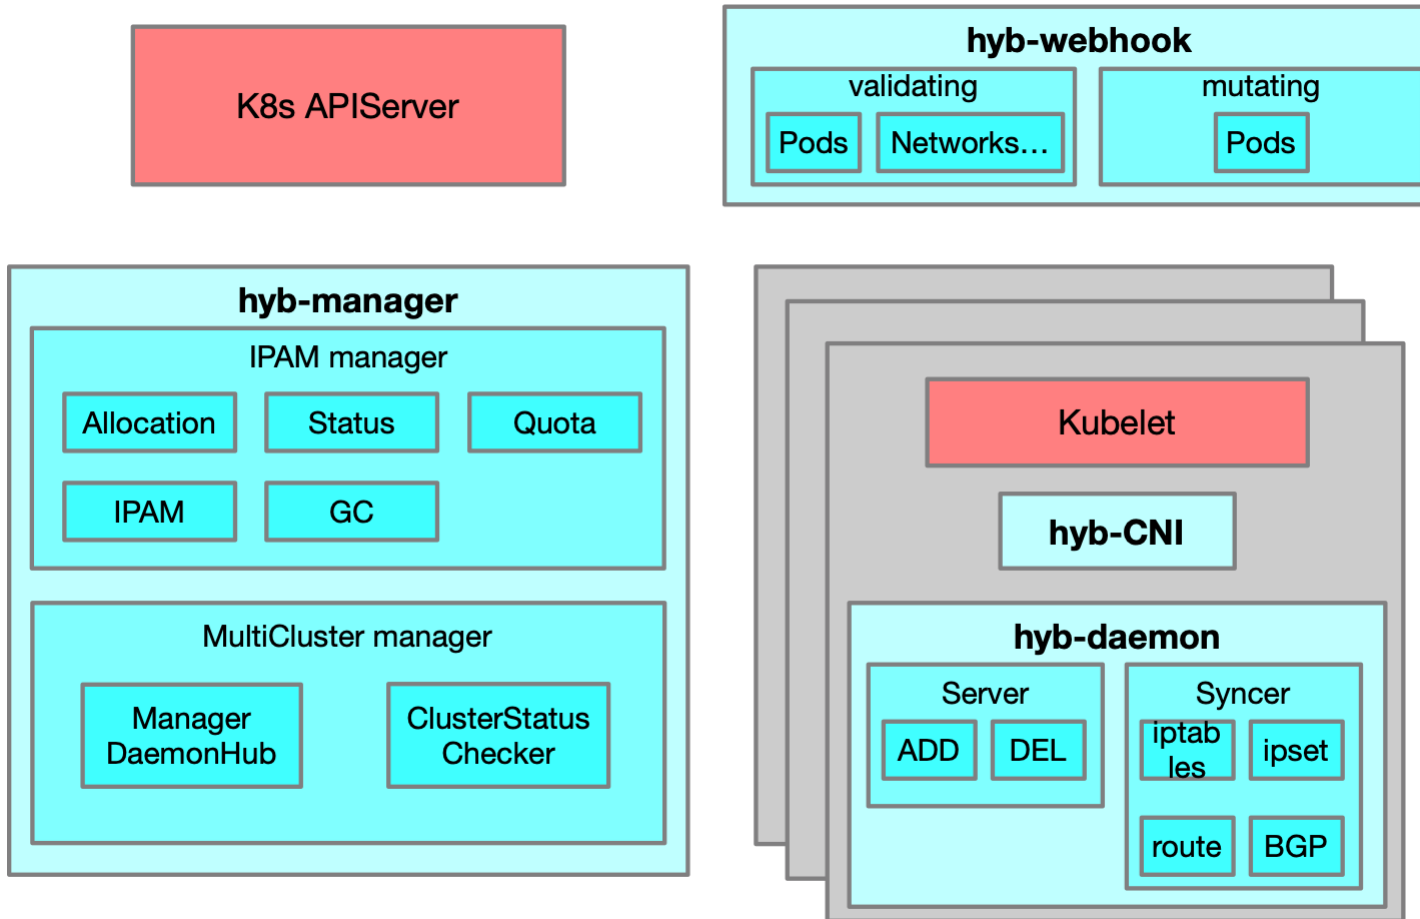 K8s APIServer
hyb-webhook
validating
Pods
Networks…
mutating
Pods
hyb-manager
IPAM manager
Allocation
Status
Quota
IPAM
GC
MultiCluster manager
Manager
DaemonHub
ClusterStatus
Checker
Kubelet
hyb-CNI
hyb-daemon
Server
ADD
DEL
Syncer
iptab
les
ipset
route
BGP